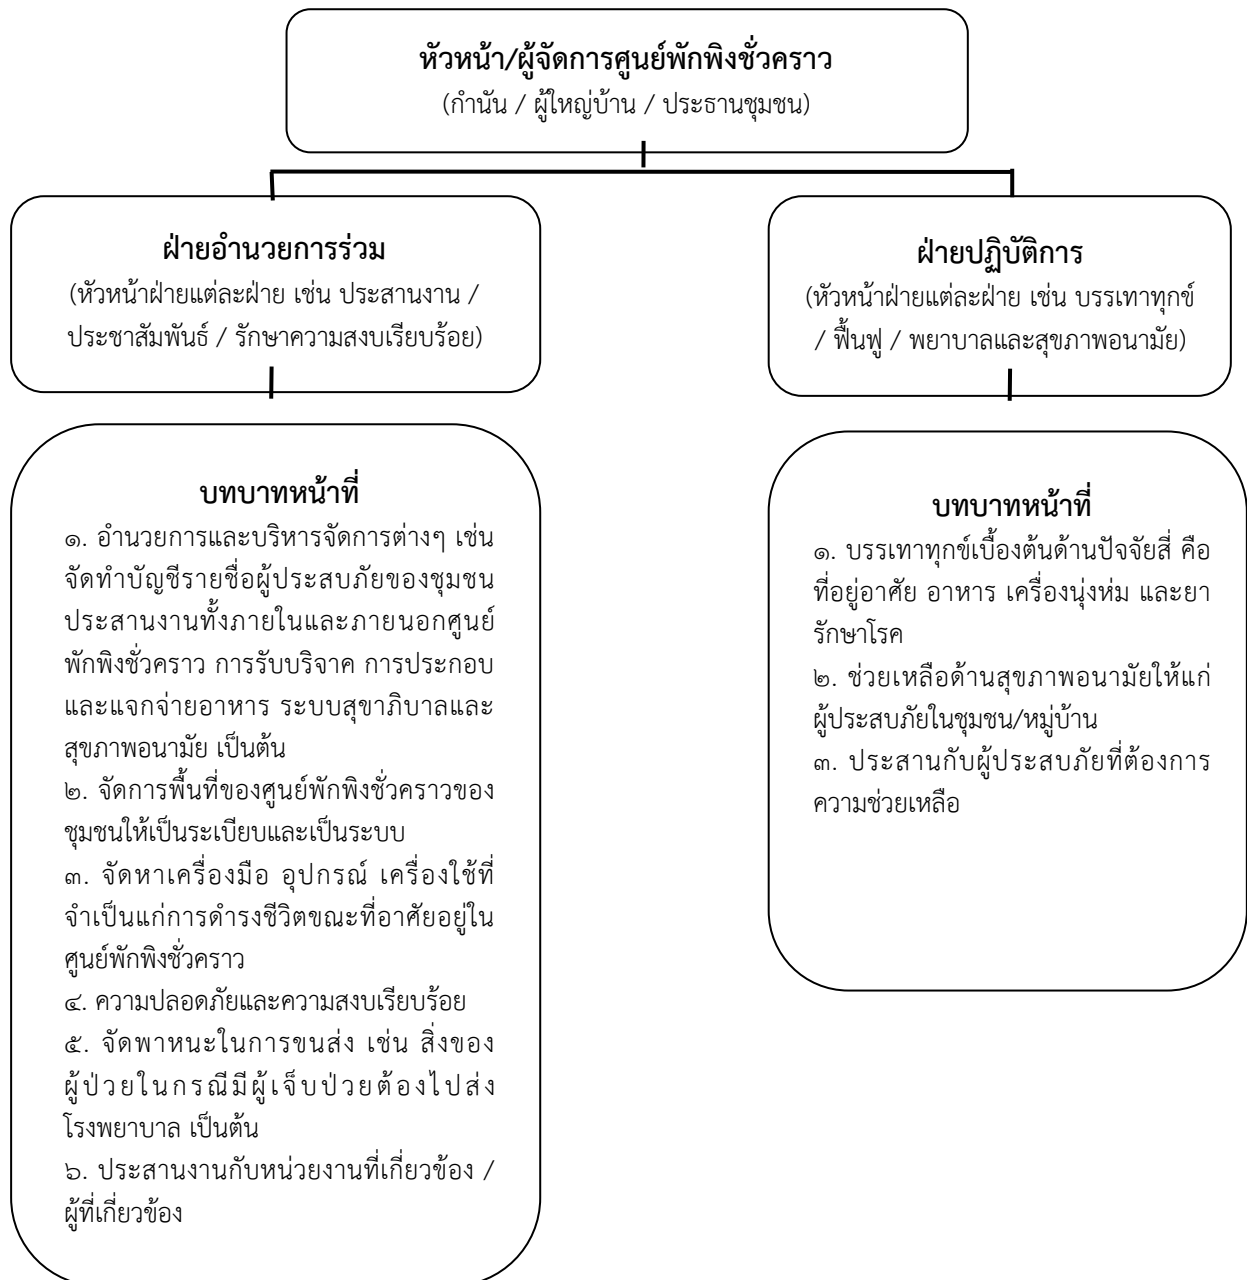 หัวหน้า/ผู้จัดการศูนย์พักพิงชั่วคราว
(กำนัน / ผู้ใหญ่บ้าน / ประธานชุมชน)
ฝ่ายอำนวยการร่วม
(หัวหน้าฝ่ายแต่ละฝ่าย เช่น ประสานงาน /
ประชาสัมพันธ์ / รักษาความสงบเรียบร้อย)
ฝ่ายปฏิบัติการ
(หัวหน้าฝ่ายแต่ละฝ่าย เช่น บรรเทาทุกข์
/ ฟื้นฟู / พยาบาลและสุขภาพอนามัย)
บทบาทหน้าที่
๑. อำนวยการและบริหารจัดการต่างๆ เช่น
จัดทำบัญชีรายชื่อผู้ประสบภัยของชุมชน
ประสานงานทั้งภายในและภายนอกศูนย์
พักพิงชั่วคราว การรับบริจาค การประกอบ
และแจกจ่ายอาหาร ระบบสุขาภิบาลและ
สุขภาพอนามัย เป็นต้น
๒. จัดการพื้นที่ของศูนย์พักพิงชั่วคราวของ
ชุมชนให้เป็นระเบียบและเป็นระบบ
๓. จัดหาเครื่องมือ อุปกรณ์ เครื่องใช้ที่
จำเป็นแก่การดำรงชีวิตขณะที่อาศัยอยู่ใน
ศูนย์พักพิงชั่วคราว
๔. ความปลอดภัยและความสงบเรียบร้อย
๕. จัดพาหนะในการขนส่ง เช่น สิ่งของ
ผู้ป่วยในกรณีมีผู้เจ็บป่วยต้องไปส่ง
โรงพยาบาล เป็นต้น
๖. ประสานงานกับหน่วยงานที่เกี่ยวข้อง /
ผู้ที่เกี่ยวข้อง
บทบาทหน้าที่
๑. บรรเทาทุกข์เบื้องต้นด้านปัจจัยสี่ คือ
ที่อยู่อาศัย อาหาร เครื่องนุ่งห่ม และยา
รักษาโรค
๒. ช่วยเหลือด้านสุขภาพอนามัยให้แก่
ผู้ประสบภัยในชุมชน/หมู่บ้าน
๓. ประสานกับผู้ประสบภัยที่ต้องการ
ความช่วยเหลือ